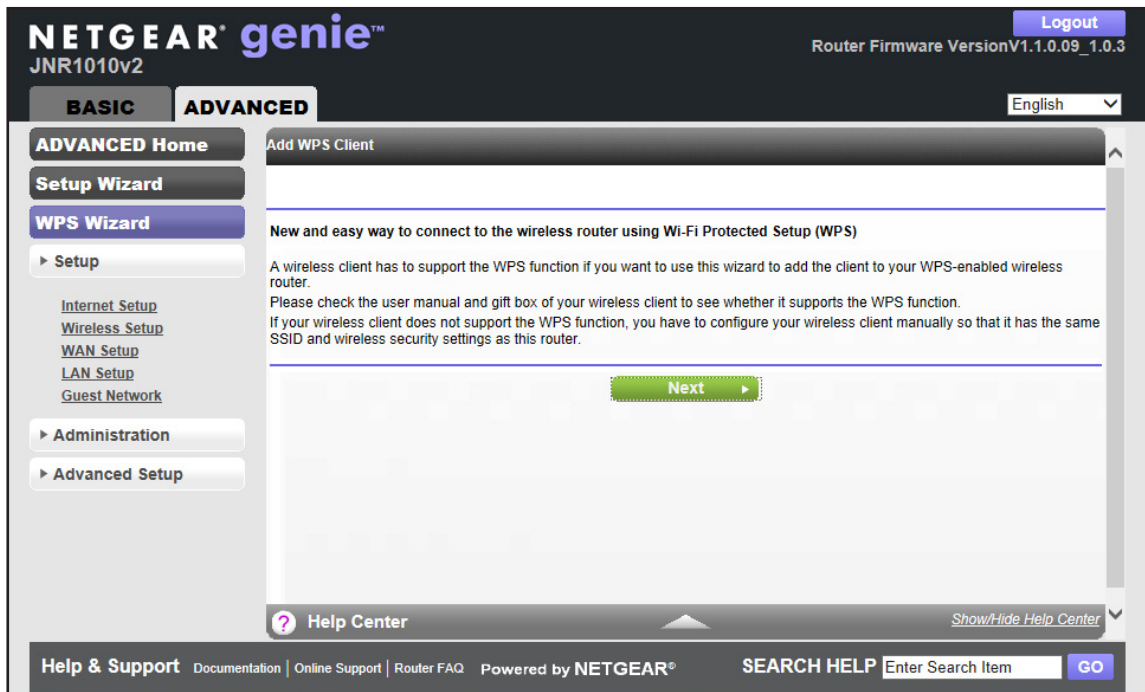 NETGEAR® genie™
Logout
Router Firmware VersionV1.1.0.09_1.0.3
JNR1010v2
BASIC
ADVANCED
English
ADVANCED Home
Setup Wizard
WPS Wizard
Setup
Internet Setup
Wireless Setup
WAN Setup
LAN Setup
Guest Network
Administration
Advanced Setup
Add WPS Client
New and easy way to connect to the wireless router using Wi-Fi Protected Setup (WPS)
A wireless client has to support the WPS function if you want to use this wizard to add the client to your WPS-enabled wireless
router.
Please check the user manual and gift box of your wireless client to see whether it supports the WPS function.
If your wireless client does not support the WPS function, you have to configure your wireless client manually so that it has the same
SSID and wireless security settings as this router.
Next
? Help Center
Show/Hide Help Center
Help & Support Documentation | Online Support | Router FAQ Powered by NETGEAR® SEARCH HELP Enter Search Item GO